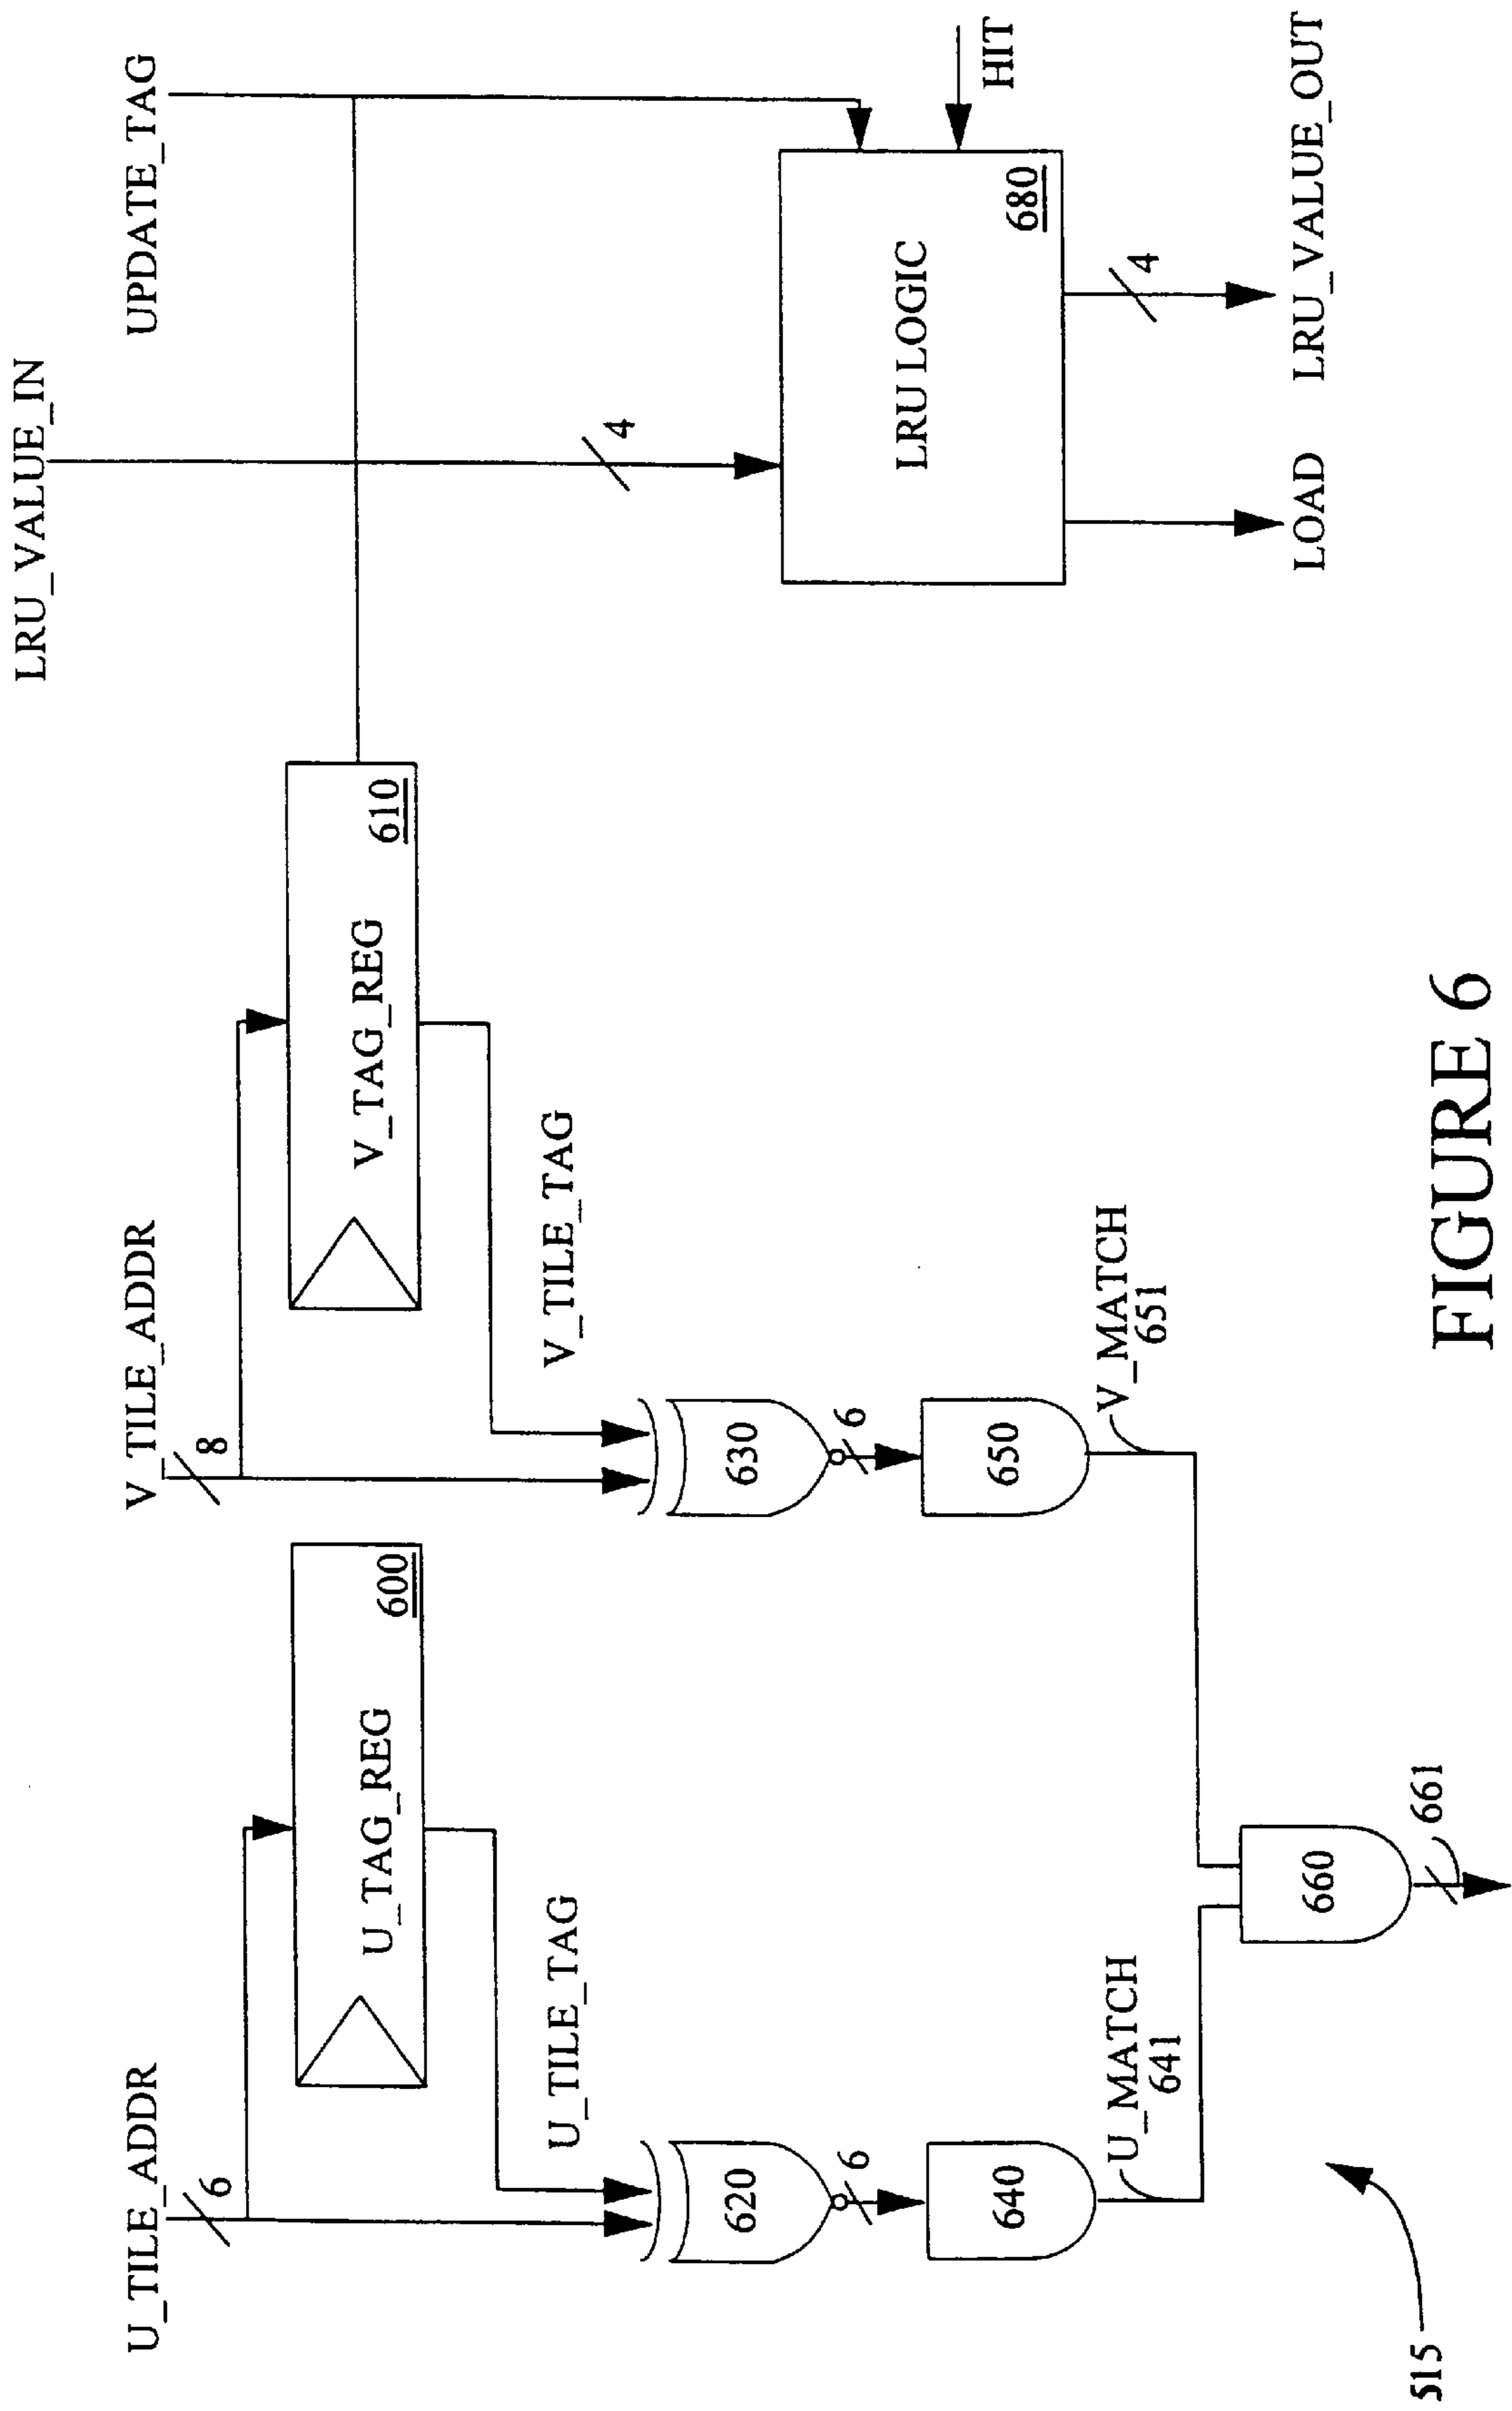 LRU_VALUE_IN
U_TILE_ADDR
V_TILE_ADDR
UPDATE_TAG
6
8
U_TAG_REG
600
V_TAG_REG
610
U_TILE_TAG
V_TILE_TAG
4
620
630
6
6
640
650
LRU LOGIC
680
HIT
U_MATCH
641
V_MATCH
651
4
660
661
LOAD
LRU_VALUE_OUT
515
FIGURE 6